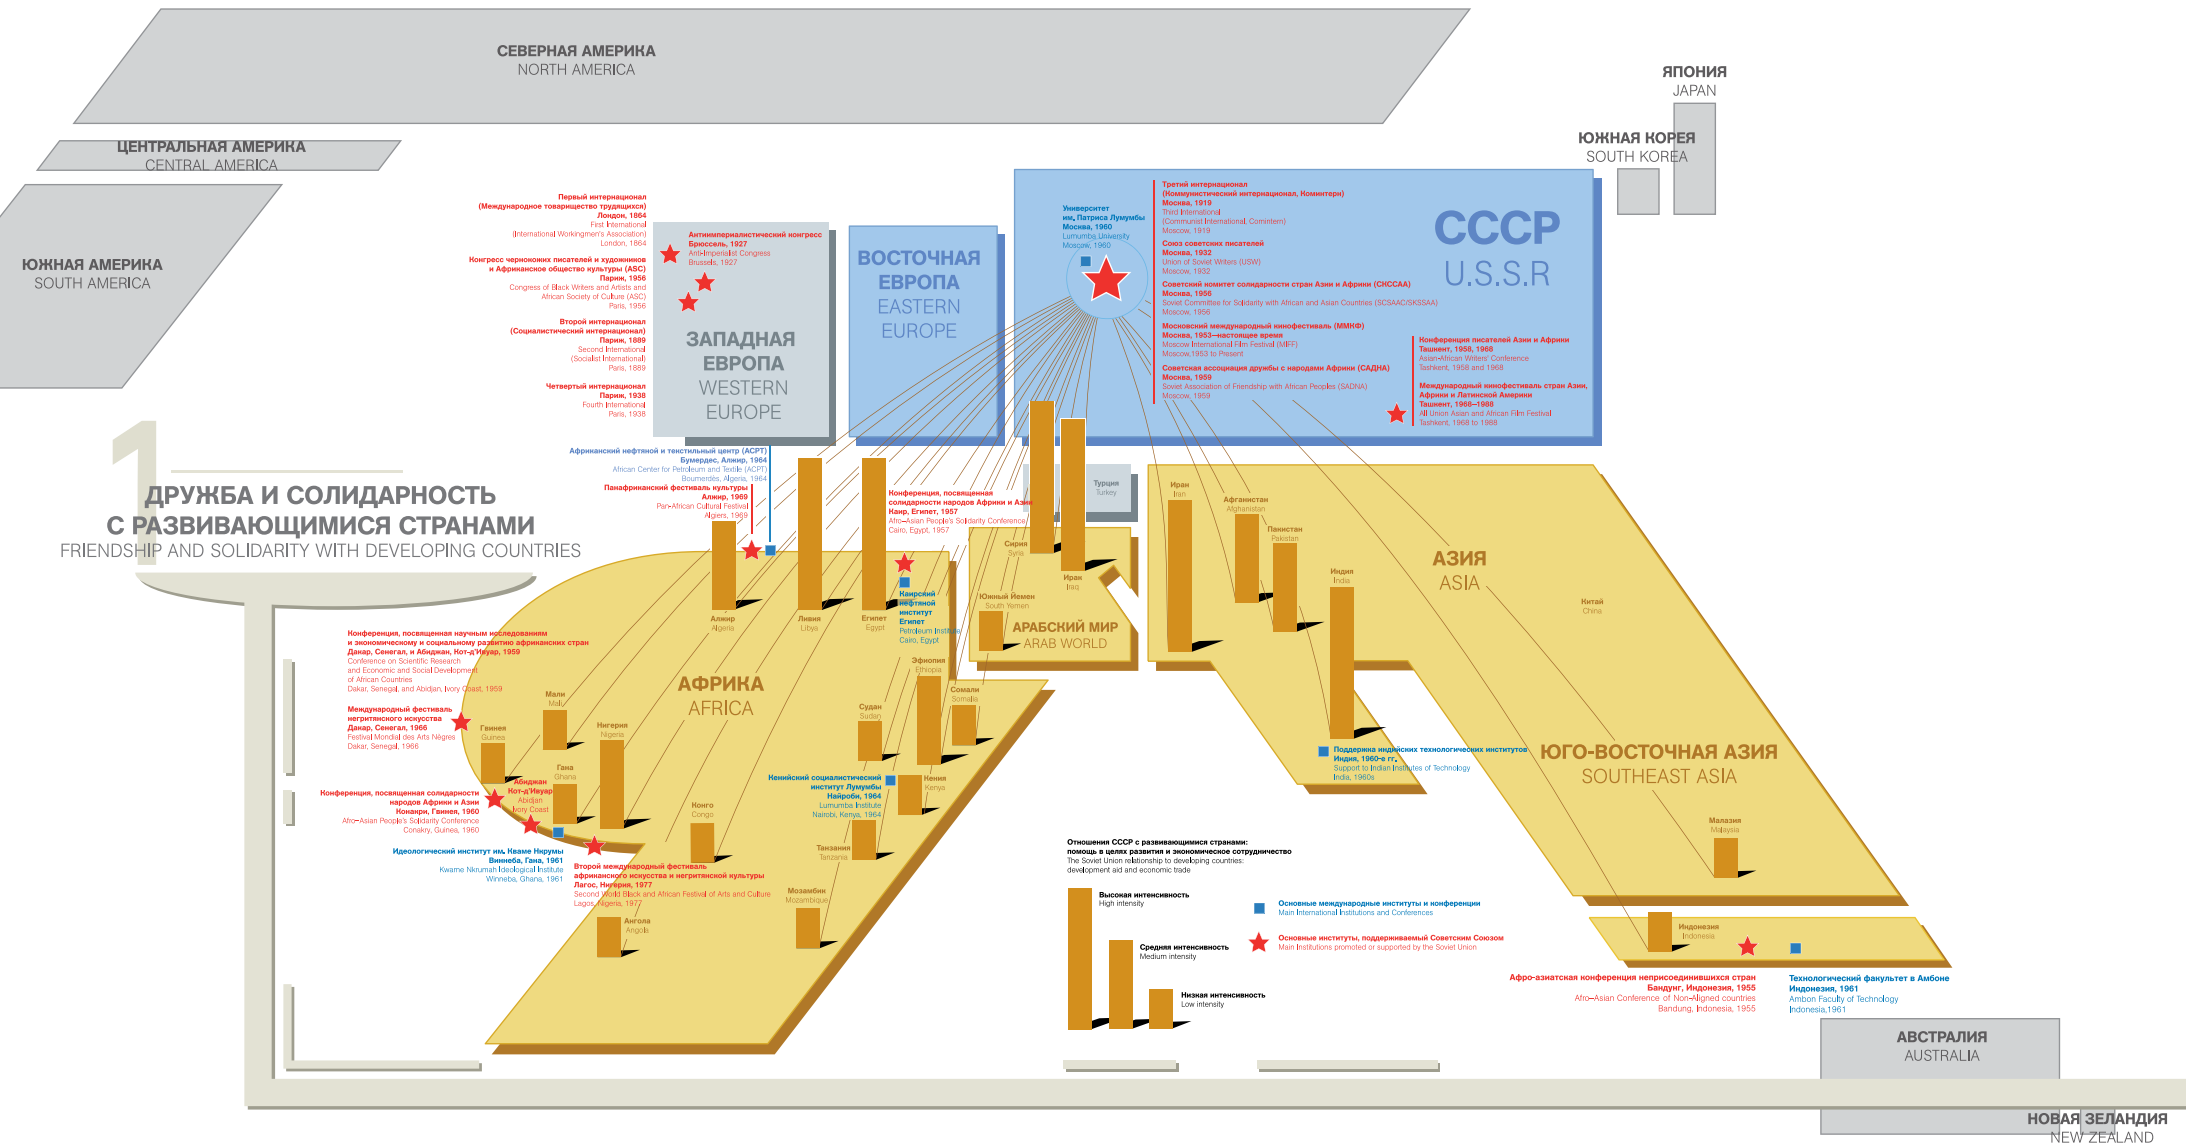 СЕВЕРНАЯ АМЕРИКА
NORTH AMERICA
ЯПОНИЯ
JAPAN
ЮЖНАЯ КОРЕЯ
SOUTH KOREA
ЦЕНТРАЛЬНАЯ АМЕРИКА
CENTRAL AMERICA
ЮЖНАЯ АМЕРИКА
SOUTH AMERICA
Первый интернационал
(Международное товарищество трудящихся)
Лондон, 1864
First International
(International Workingmen's Association)
London, 1864
Конгресс чернокожих писателей и художников
и Африканское общество культуры (ASC)
Париж, 1956
Congress of Black Writers and Artists and
African Society of Culture (ASC)
Paris, 1956
Второй интернационал
(Социалистический интернационал)
Париж, 1889
Second International
(Socialist International)
Paris, 1889
Четвертый интернационал
Париж, 1938
Fourth International
Paris, 1938
Антиимпериалистический конгресс
Брюссель, 1927
Anti-Imperialist Congress
Brussels, 1927
ЗАПАДНАЯ
ЕВРОПА
WESTERN
EUROPE
ВОСТОЧНАЯ
ЕВРОПА
EASTERN
EUROPE
Университет
им. Патриса Лумумбы
Москва, 1960
Lumumba University
Moscow, 1960
Третий интернационал
(Коммунистический интернационал, Коминтерн)
Москва, 1919
Third International
(Communist International, Comintern)
Moscow, 1919
Союз советских писателей
Москва, 1932
Union of Soviet Writers (USW)
Moscow, 1932
Советский комитет солидарности стран Азии и Африки (СКССАА)
Москва, 1956
Soviet Committee for Solidarity with African and Asian Countries (SCSAAC/SKSSAA)
Moscow, 1956
Московский международный кинофестиваль (ММКФ)
Москва, 1953—настоящее время
Moscow International Film Festival (MIFF)
Moscow,1953 to Present
Советская ассоциация дружбы с народами Африки (САДНА)
Москва, 1959
Soviet Association of Friendship with African Peoples (SADNA)
Moscow, 1959
СССР
U.S.S.R
Конференция писателей Азии и Африки
Ташкент, 1958, 1968
Asian-African Writers' Conference
Tashkent, 1958 and 1968
Международный кинофестиваль стран Азии,
Африки и Латинской Америки
Ташкент, 1968—1988
All Union Asian and African Film Festival
Tashkent, 1968 to 1988
1
ДРУЖБА И СОЛИДАРНОСТЬ
С РАЗВИВАЮЩИМИСЯ СТРАНАМИ
FRIENDSHIP AND SOLIDARITY WITH DEVELOPING COUNTRIES
Африканский нефтяной и текстильный центр (ACPT)
Бумердес, Алжир, 1964
African Center for Petroleum and Textile (ACPT)
Boumerdès, Algeria, 1964
Панафриканский фестиваль культуры
Алжир, 1969
Pan-African Cultural Festival
Algiers, 1969
Конференция, посвященная
солидарности народов Африки и Азии
Каир, Египет, 1957
Afro-Asian People's Solidarity Conference
Cairo, Egypt, 1957
Турция
Turkey
Сирия
Syria
Иран
Iraq
Южный Йемен
South Yemen
АРАБСКИЙ МИР
ARAB WORLD
Иран
Iran
Афганистан
Afghanistan
Пакистан
Pakistan
Индия
India
АЗИЯ
ASIA
Китай
China
Алжир
Algeria
Ливия
Libya
Египет
Egypt
Каирский
нефтяной
институт
Египет
Petroleum Institute
Cairo, Egypt
Конференция, посвященная научным исследованиям
и экономическому и социальному развитию африканских стран
Дакар, Сенегал, и Абиджан, Кот-д'Ивуар, 1959
Conference on Scientific Research
and Economic and Social Development
of African Countries
Dakar, Senegal, and Abidjan, Ivory Coast, 1959
Международный фестиваль
негритянского искусства
Дакар, Сенегал, 1966
Festival Mondial des Arts Nègres
Dakar, Senegal, 1966
АФРИКА
AFRICA
Мали
Mali
Гвинея
Guinea
Нигерия
Nigeria
Гана
Ghana
Абиджан
Кот-д'Ивуар
Abidjan
Ivory Coast
Конференция, посвященная солидарности
народов Африки и Азии
Конакри, Гвинея, 1960
Afro-Asian People's Solidarity Conference
Conakry, Guinea, 1960
Идеологический институт им. Кваме Нкрумы
Виннеба, Гана, 1961
Kwame Nkrumah Ideological Institute
Winneba, Ghana, 1961
Второй международный фестиваль
африканского искусства и негритянской культуры
Лагос, Нигерия, 1977
Second World Black and African Festival of Arts and Culture
Lagos, Nigeria, 1977
Конго
Congo
Ангола
Angola
Эфиопия
Ethiopia
Судан
Sudan
Сомали
Somalia
Кения
Kenya
Кенийский социалистический
институт Лумумбы
Найроби, 1964
Lumumba Institute
Nairobi, Kenya, 1964
Танзания
Tanzania
Мозамбик
Mozambique
Поддержка индийских технологических институтов
Индия, 1960-е гг.
Support to Indian Institutes of Technology
India, 1960s
ЮГО-ВОСТОЧНАЯ АЗИЯ
SOUTHEAST ASIA
Малазия
Malaysia
Индонезия
Indonesia
Афро-азиатская конференция неприсоединившихся стран
Бандунг, Индонезия, 1955
Afro-Asian Conference of Non-Aligned countries
Bandung, Indonesia, 1955
Технологический факультет в Амбоне
Индонезия, 1961
Ambon Faculty of Technology
Indonesia,1961
Отношения СССР с развивающимися странами:
помощь в целях развития и экономическое сотрудничество
The Soviet Union relationship to developing countries:
development aid and economic trade
Высокая интенсивность
High intensity
Средняя интенсивность
Medium intensity
Низкая интенсивность
Low intensity
Основные международные институты и конференции
Main International Institutions and Conferences
Основные институты, поддерживаемый Советским Союзом
Main Institutions promoted or supported by the Soviet Union
АВСТРАЛИЯ
AUSTRALIA
НОВАЯ ЗЕЛАНДИЯ
NEW ZEALAND